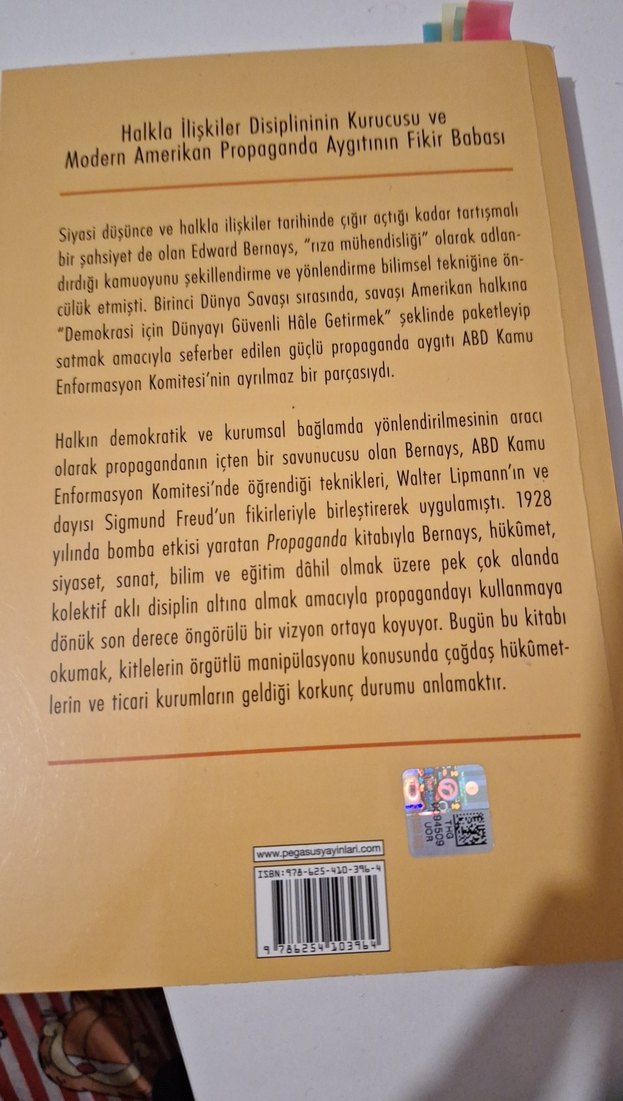 Halkla İlişkiler Disiplininin Kurucusu ve
Modern Amerikan Propaganda Aygıtının Fikir Babası
Siyasi düşünce ve halkla ilişkiler tarihinde çığır açtığı kadar tartışmalı
bir şahsiyet de olan Edward Bernays, “rıza mühendisliği” olarak adlan-
dırdığı kamuoyunu şekillendirme ve yönlendirme bilimsel tekniğine ön-
cülük etmişti. Birinci Dünya Savaşı sırasında, savaşı Amerikan halkına
“Demokrasi için Dünyayı Güvenli Hâle Getirmek” şeklinde paketleyip
satmak amacıyla seferber edilen güçlü propaganda aygıtı ABD Kamu
Enformasyon Komitesi’nin ayrılmaz bir parçasıydı.
Halkın demokratik ve kurumsal bağlamda yönlendirilmesinin aracı
olarak propagandanın içten bir savunucusu olan Bernays, ABD Kamu
Enformasyon Komitesi’nde öğrendiği teknikleri, Walter Lipmann’ın ve
dayısı Sigmund Freud’un fikirleriyle birleştirerek uygulamıştı. 1928
yılında bomba etkisi yaratan Propaganda kitabıyla Bernays, hükûmet,
siyaset, sanat, bilim ve eğitim dâhil olmak üzere pek çok alanda
kolektif aklı disiplin altına almak amacıyla propagandayı kullanmaya
dönük son derece öngörülü bir vizyon ortaya koyuyor. Bugün bu kitabı
okumak, kitlelerin örgütlü manipülasyonu konusunda çağdaş hükûmet-
lerin ve ticari kurumların geldiği korkunç durumu anlamaktır.
THG
UOR
www.pegasusyayinlari.com
ISBN:978-625-410-396-4
9 786254 103964